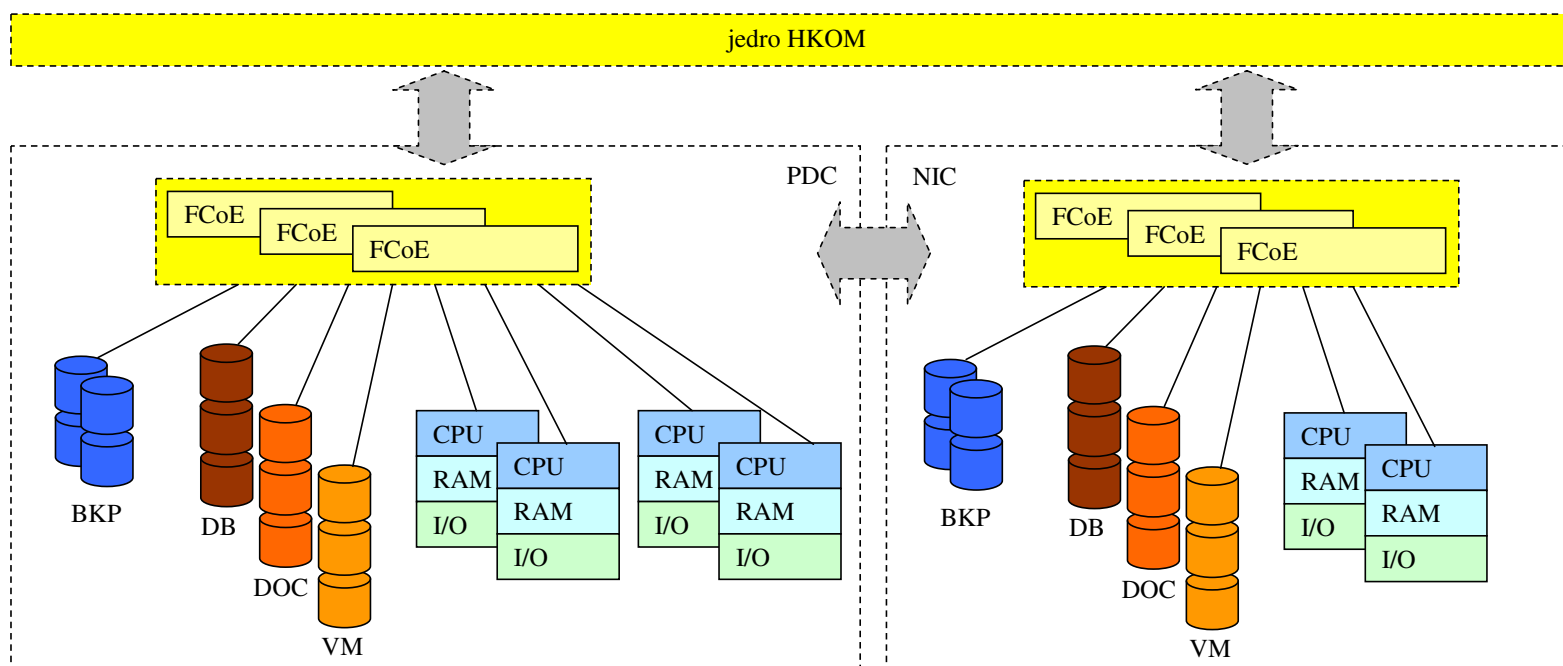 jedro HKOM
PDC
NIC
FCoE
FCoE
FCoE
FCoE
FCoE
FCoE
BKP
DB
DOC
VM
CPU
RAM
I/O
CPU
RAM
I/O
CPU
RAM
I/O
CPU
RAM
I/O
BKP
DB
DOC
VM
CPU
RAM
I/O
CPU
RAM
I/O